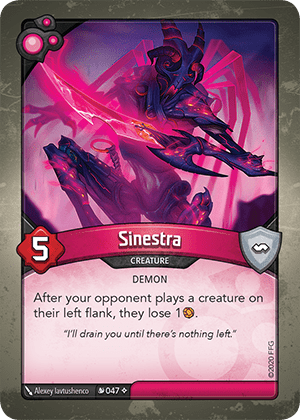 Sinestra
5
CREATURE
DEMON
After your opponent plays a creature on
their left flank, they lose 1.
“I’ll drain you until there’s nothing left.”
Alexey Iavtushenco 047
©2020 FFG